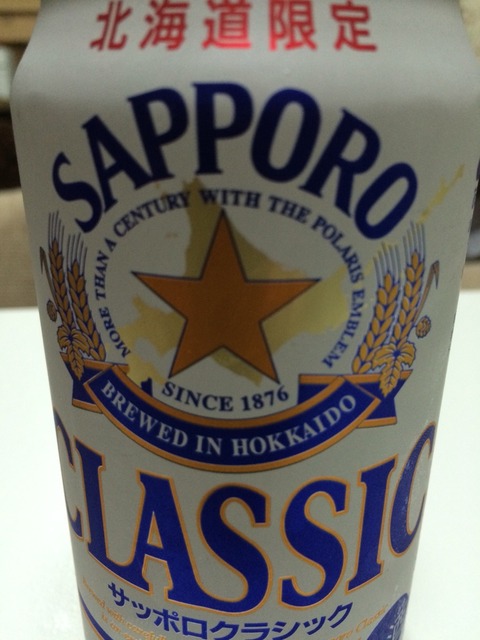 北海道限定
SAPPORO
MORE THAN A CENTURY WITH THE POLARIS EMBLEM
SINCE 1876
BREWED IN HOKKAIDO
CLASSIC
サッポロクラシック